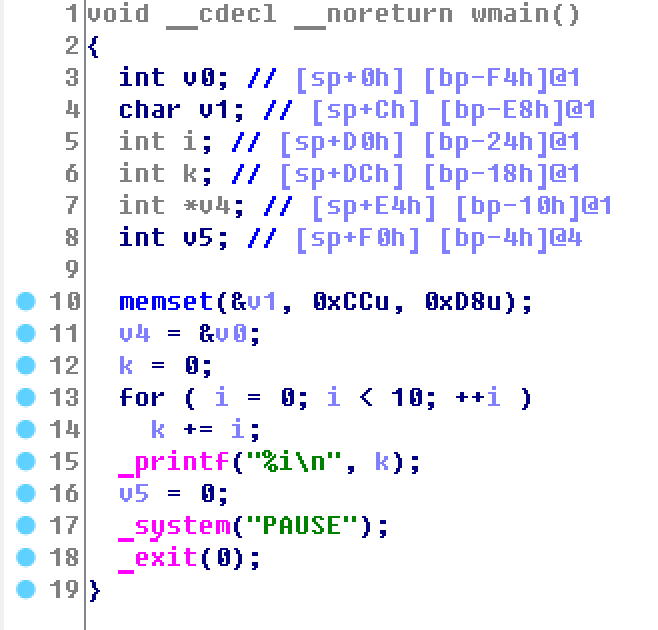 1 void __cdecl __noreturn wmain()
2 {
3 int v0; // [sp+0h] [bp-F4h]@1
4 char v1; // [sp+Ch] [bp-E8h]@1
5 int i; // [sp+D0h] [bp-24h]@1
6 int k; // [sp+DCh] [bp-18h]@1
7 int *v4; // [sp+E4h] [bp-10h]@1
8 int v5; // [sp+F0h] [bp-4h]@4
9
10 memset(&v1, 0xCCu, 0xD8u);
11 v4 = &v0;
12 k = 0;
13 for ( i = 0; i < 10; ++i )
14 k += i;
15 _printf("%i\n", k);
16 v5 = 0;
17 _system("PAUSE");
18 _exit(0);
19 }